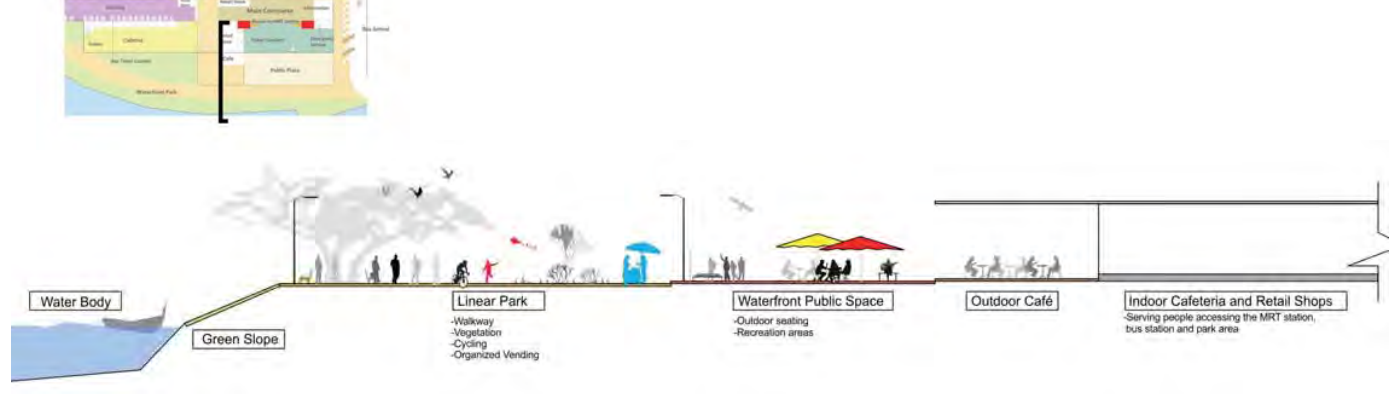 Main Concourse
Cafeteria
Cafe
Public Plaza
Waterfront Park
Water Body
Green Slope
Linear Park
-Walkway
-Vegetation
-Cycling
-Organized Vending
Waterfront Public Space
-Outdoor seating
-Recreation areas
Outdoor Café
Indoor Cafeteria and Retail Shops
-Serving people accessing the MRT station,
bus station and park area